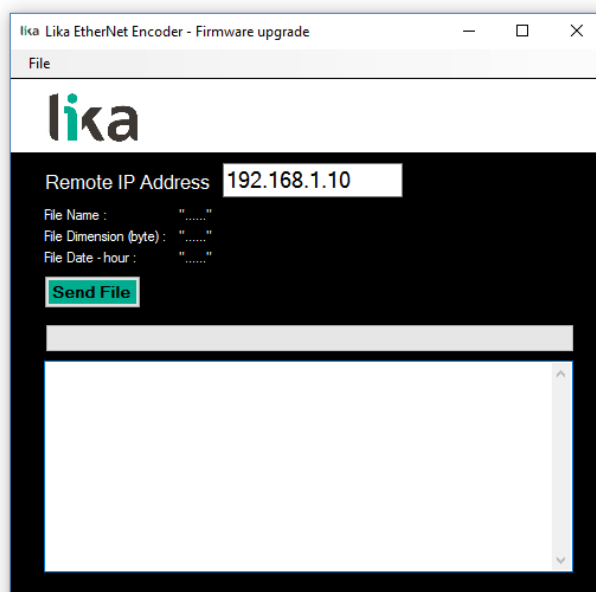 lika Lika EtherNet Encoder - Firmware upgrade
File
lika
Remote IP Address 192.168.1.10
File Name : "......"
File Dimension (byte) : "......"
File Date - hour : "......"
Send File